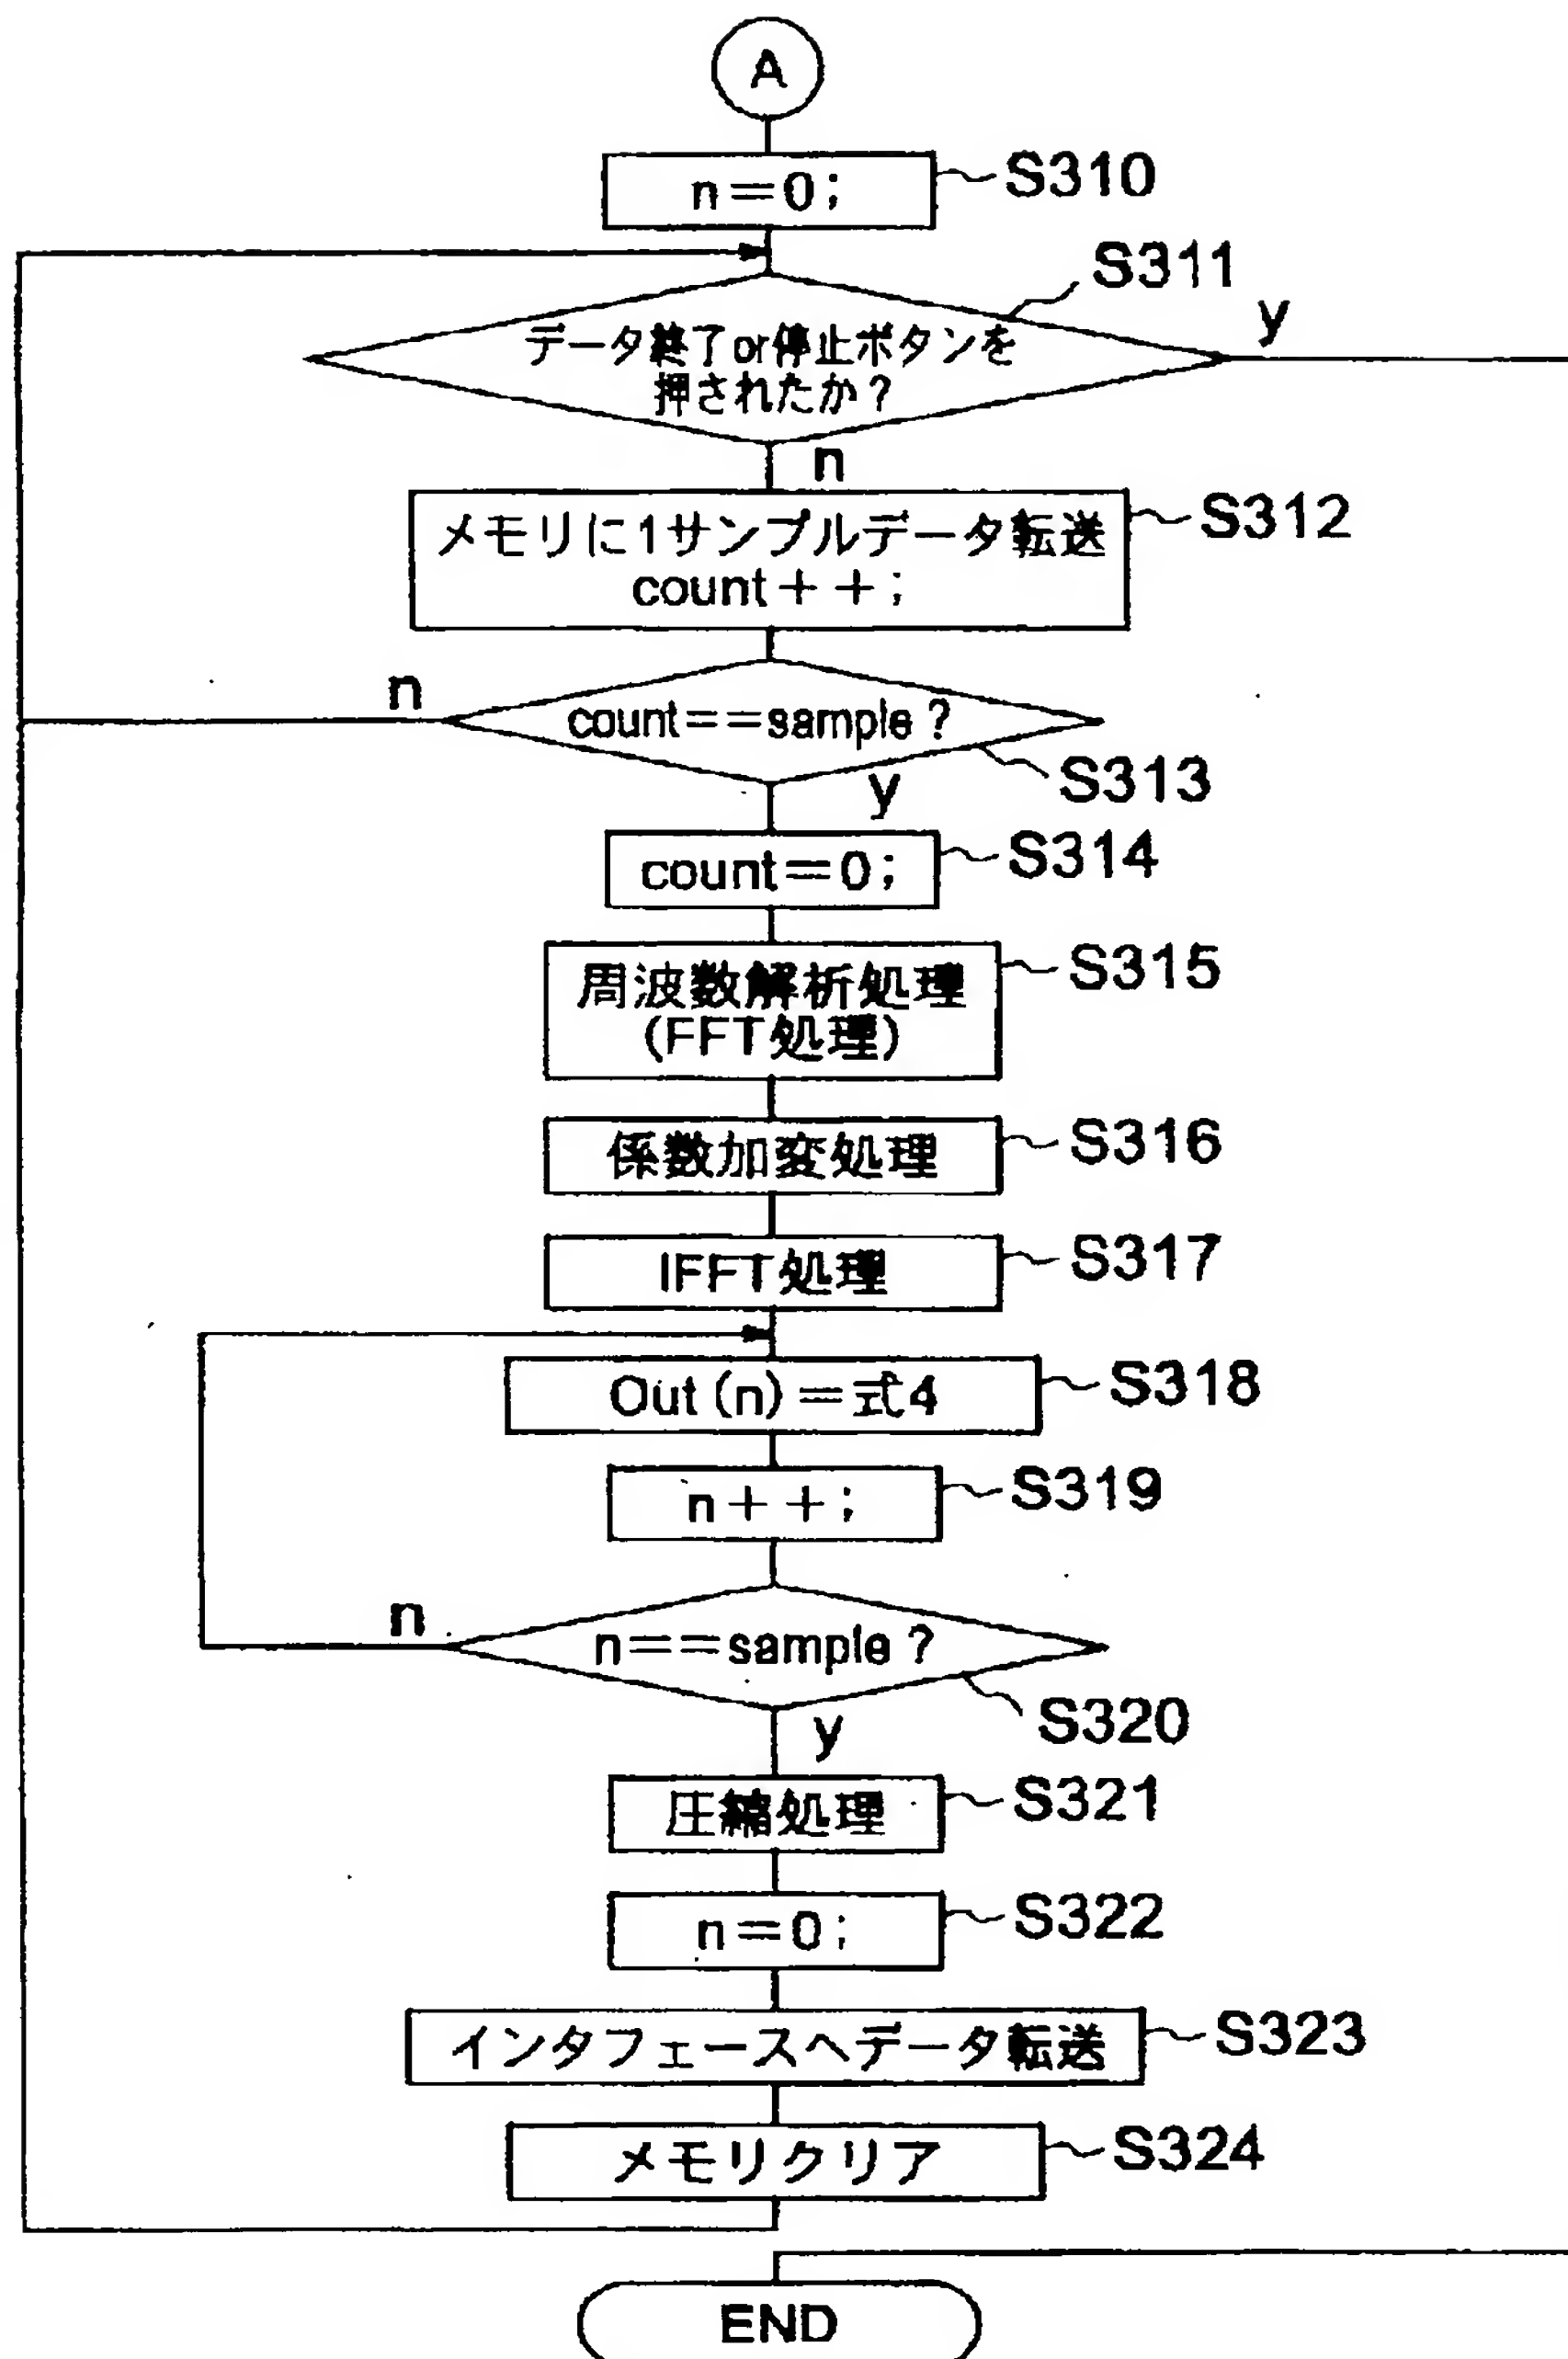 A
n=0;
S310
S311
y
データ終了or停止ボタンを
押されたか？
n
メモリに1サンプルデータ転送
count++;
S312
n
count==sample？
S313
y
count=0;
S314
周波数解析処理
(FFT処理)
S315
係数加変処理
S316
IFFT処理
S317
Out(n)=式4
S318
n++;
S319
n
n==sample？
S320
y
圧縮処理
S321
n=0;
S322
インタフェースへデータ転送
S323
メモリクリア
S324
END